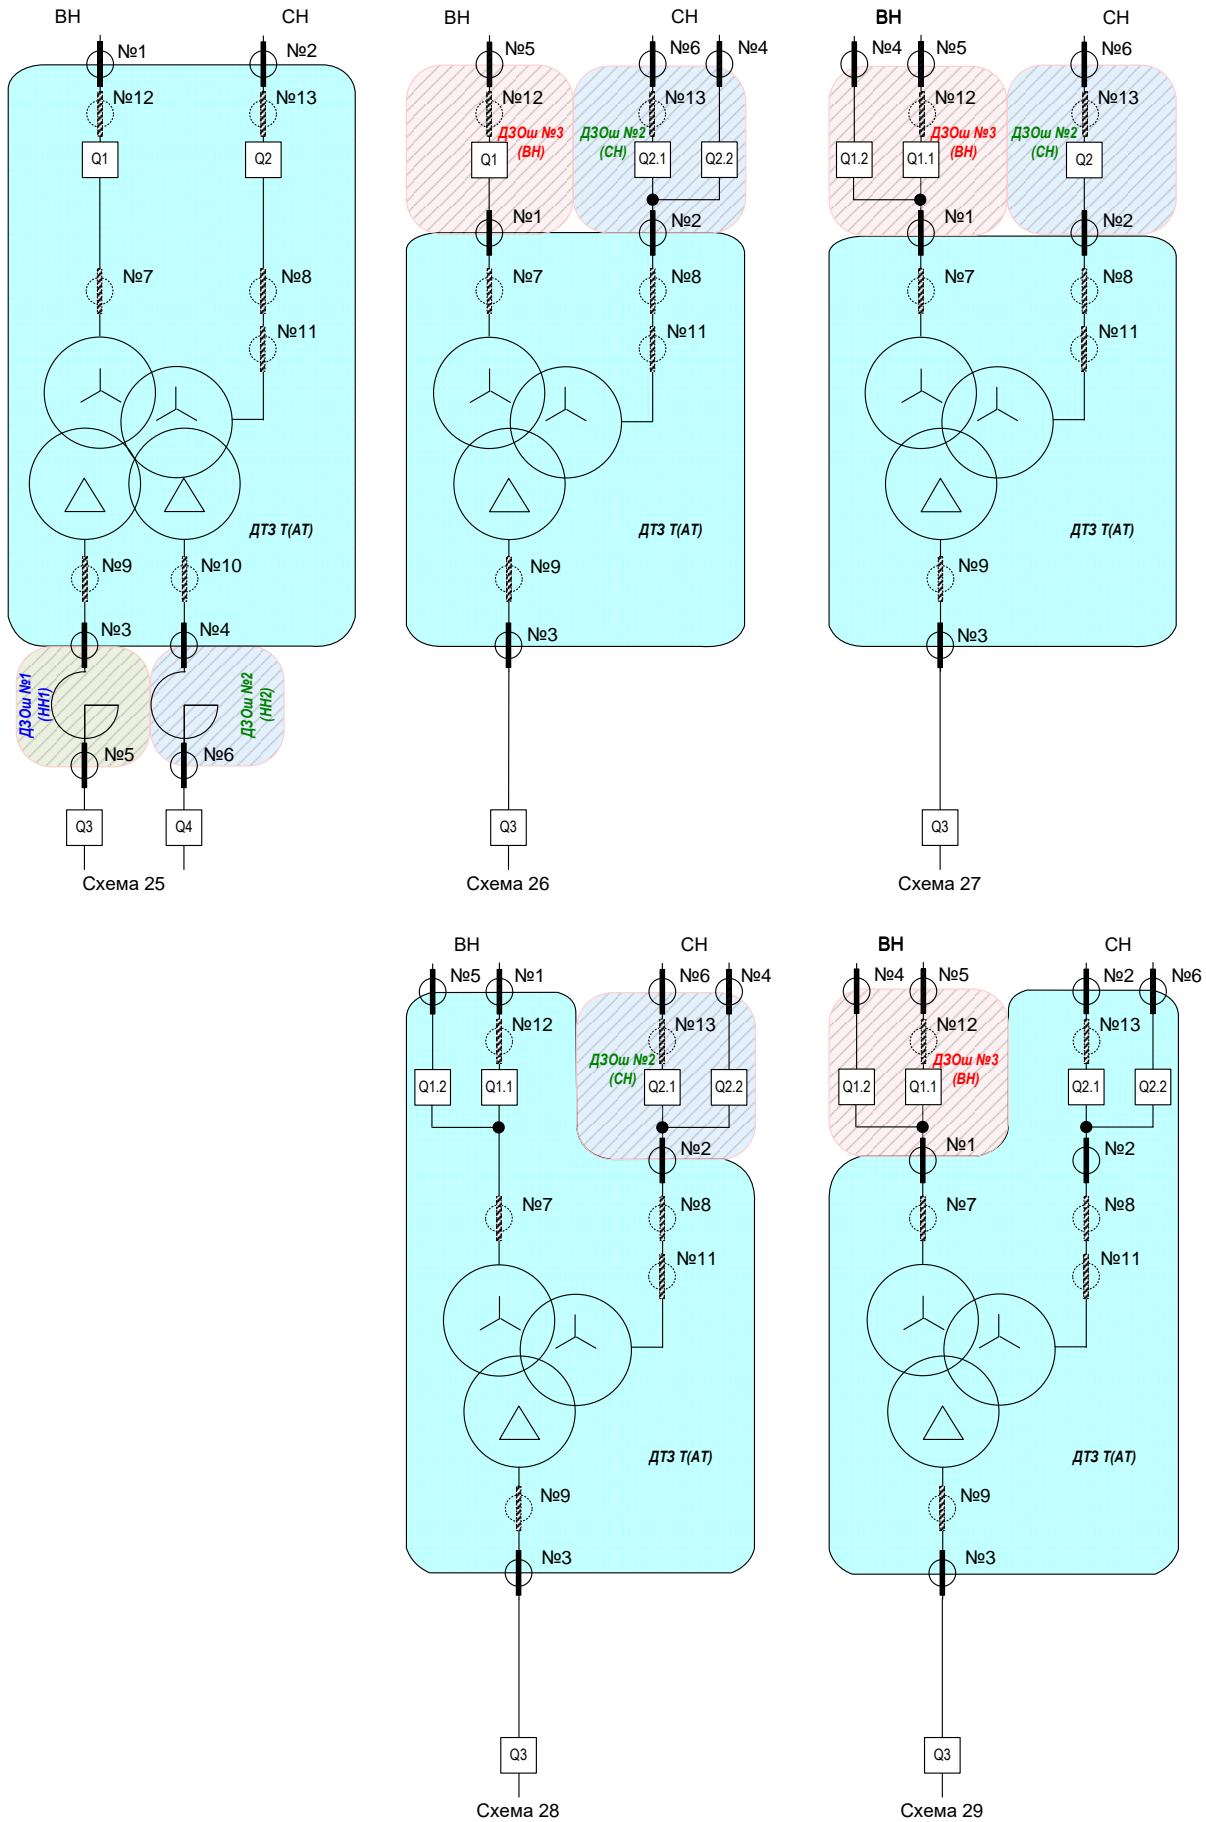 ВН
СН
№1
№2
№12
№13
Q1
Q2
№7
№8
№11
ДТЗ Т(АТ)
№9
№10
№3
№4
ДЗОш №1
(НН1)
ДЗОш №2
(НН2)
№5
№6
Q3
Q4
Схема 25
ВН
СН
№5
№6
№4
№12
№13
ДЗОш №3
(ВН)
ДЗОш №2
(СН)
Q1
Q2.1
Q2.2
№1
№2
№7
№8
№11
ДТЗ Т(АТ)
№9
№3
Q3
Схема 26
ВН
СН
№4
№5
№6
№12
№13
ДЗОш №3
(ВН)
ДЗОш №2
(СН)
Q1.2
Q1.1
Q2
№1
№2
№7
№8
№11
ДТЗ Т(АТ)
№9
№3
Q3
Схема 27
ВН
СН
№5
№1
№6
№4
№12
№13
ДЗОш №2
(СН)
Q1.2
Q1.1
Q2.1
Q2.2
№2
№7
№8
№11
ДТЗ Т(АТ)
№9
№3
Q3
Схема 28
ВН
СН
№4
№5
№2
№6
№12
№13
ДЗОш №3
(ВН)
Q1.2
Q1.1
Q2.1
Q2.2
№1
№2
№7
№8
№11
ДТЗ Т(АТ)
№9
№3
Q3
Схема 29